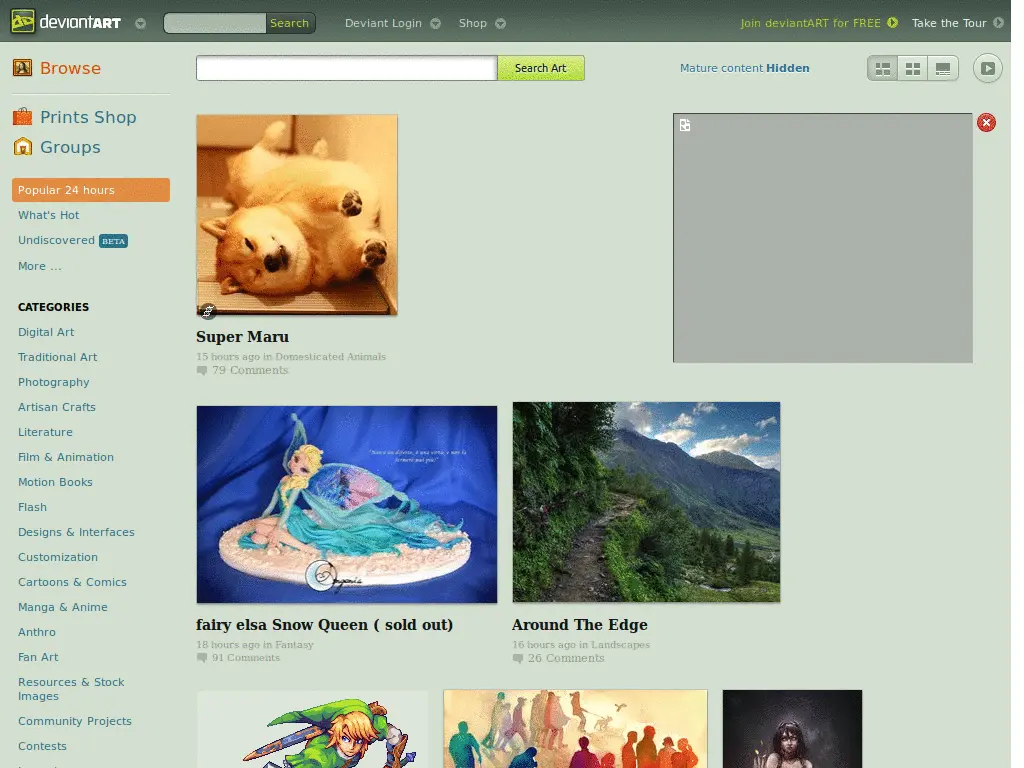 deviantART
Search
Deviant Login
Shop
Join deviantART for FREE
Take the Tour
Browse
Search Art
Mature content Hidden
Prints Shop
Groups
Popular 24 hours
What's Hot
Undiscovered BETA
More ...
CATEGORIES
Digital Art
Traditional Art
Photography
Artisan Crafts
Literature
Film & Animation
Motion Books
Flash
Designs & Interfaces
Customization
Cartoons & Comics
Manga & Anime
Anthro
Fan Art
Resources & Stock
Images
Community Projects
Contests
Super Maru
15 hours ago in Domesticated Animals
79 Comments
fairy elsa Snow Queen ( sold out)
18 hours ago in Fantasy
91 Comments
Around The Edge
16 hours ago in Landscapes
26 Comments